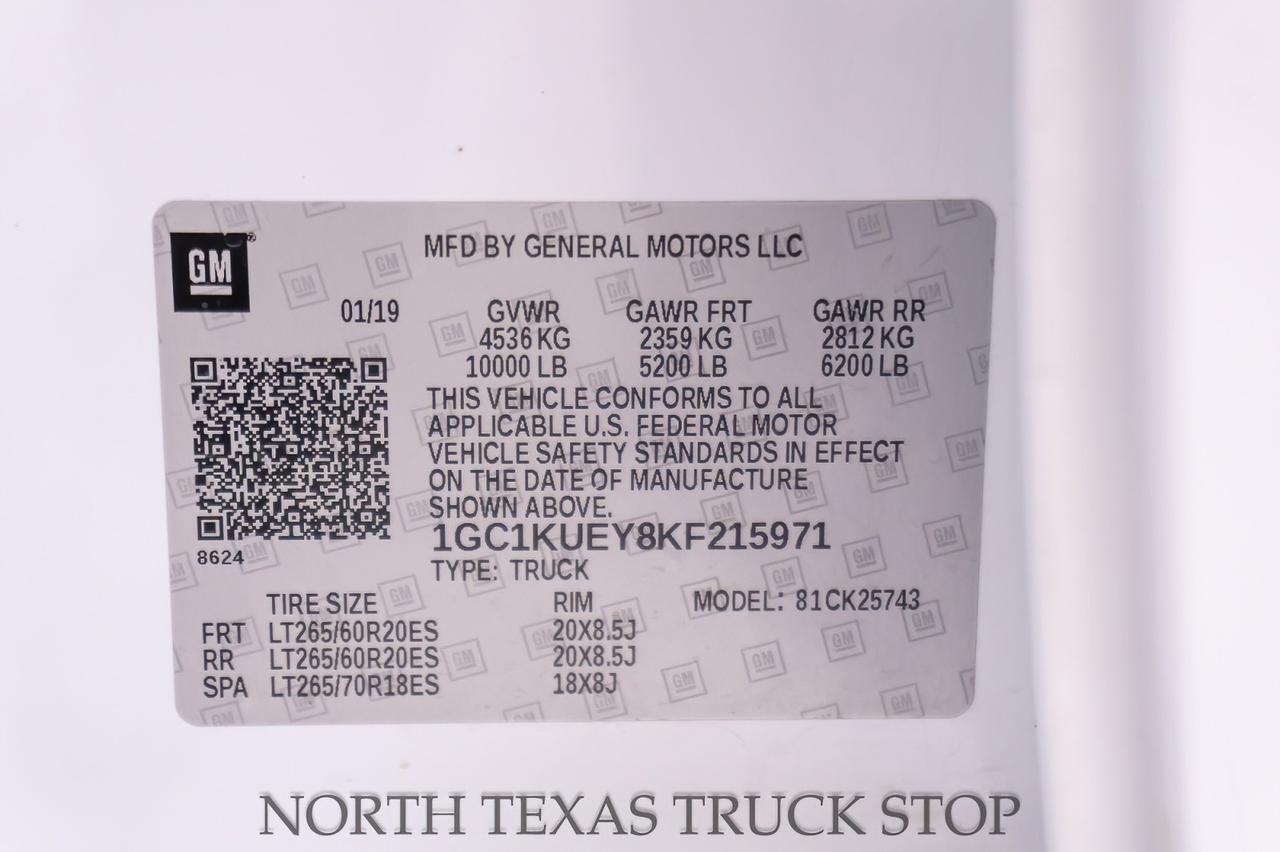 GM
MFD BY GENERAL MOTORS LLC
01/19 GVWR GAWR FRT GAWR RR
4536 KG 2359 KG 2812 KG
10000 LB 5200 LB 6200 LB
THIS VEHICLE CONFORMS TO ALL
APPLICABLE U.S. FEDERAL MOTOR
VEHICLE SAFETY STANDARDS IN EFFECT
ON THE DATE OF MANUFACTURE
SHOWN ABOVE.
8624
1GC1KUEY8KF215971
TYPE: TRUCK
TIRE SIZE RIM MODEL: 81CK25743
FRT LT265/60R20ES 20X8.5J
RR LT265/60R20ES 20X8.5J
SPA LT265/70R18ES 18X8J
NORTH TEXAS TRUCK STOP